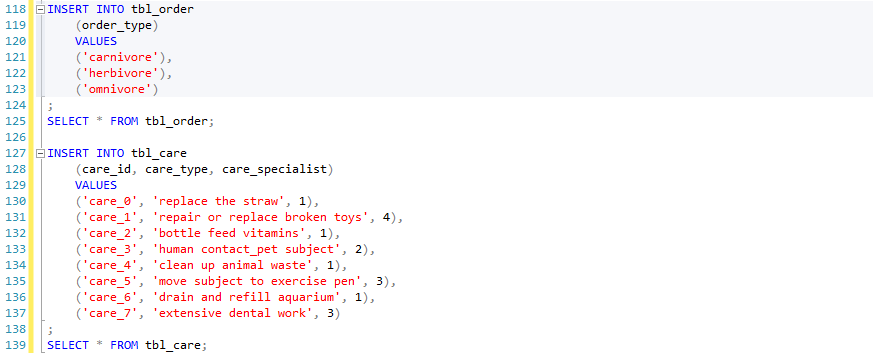 118 INSERT INTO tbl_order
119     (order_type)
120     VALUES
121     ('carnivore'),
122     ('herbivore'),
123     ('omnivore')
124 ;
125 SELECT * FROM tbl_order;
126
127 INSERT INTO tbl_care
128     (care_id, care_type, care_specialist)
129     VALUES
130     ('care_0', 'replace the straw', 1),
131     ('care_1', 'repair or replace broken toys', 4),
132     ('care_2', 'bottle feed vitamins', 1),
133     ('care_3', 'human contact_pet subject', 2),
134     ('care_4', 'clean up animal waste', 1),
135     ('care_5', 'move subject to exercise pen', 3),
136     ('care_6', 'drain and refill aquarium', 1),
137     ('care_7', 'extensive dental work', 3)
138 ;
139 SELECT * FROM tbl_care;